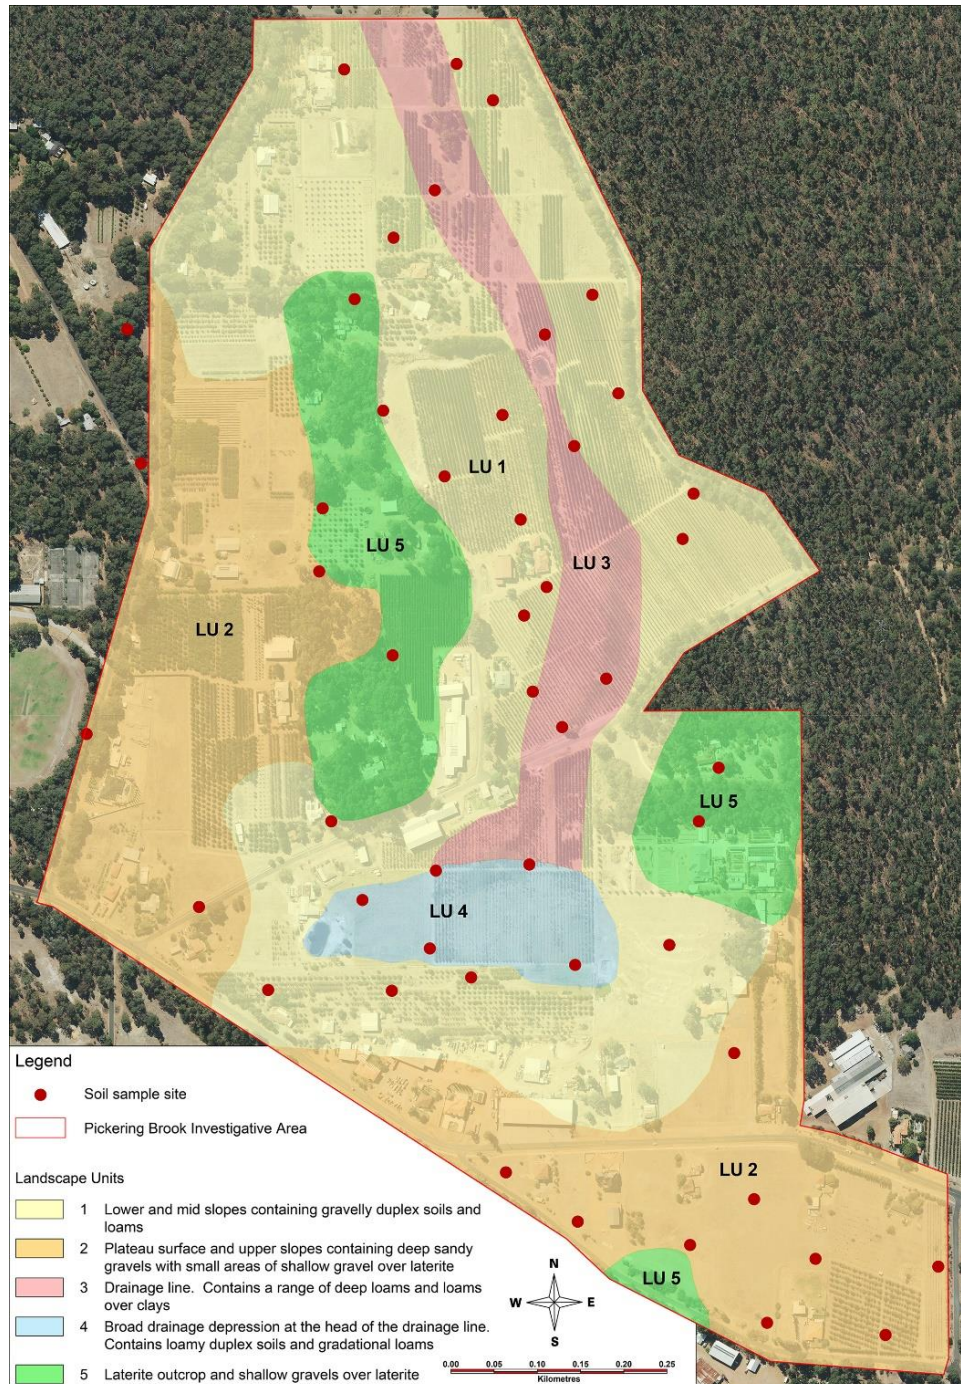 LU 1
LU 5
LU 3
LU 2
LU 5
LU 4
LU 2
LU 5
Legend
Soil sample site
Pickering Brook Investigative Area
Landscape Units
1 Lower and mid slopes containing gravelly duplex soils and
loams
2 Plateau surface and upper slopes containing deep sandy
gravels with small areas of shallow gravel over laterite
3 Drainage line. Contains a range of deep loams and loams
over clays
4 Broad drainage depression at the head of the drainage line.
Contains loamy duplex soils and gradational loams
5 Laterite outcrop and shallow gravels over laterite
N
W E
S
0.00 0.05 0.10 0.15 0.20 0.25
Kilometres